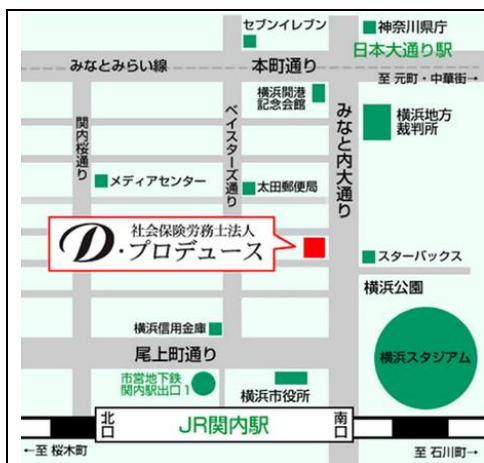 セブンイレブン
神奈川県庁
日本大通り駅
みなとみらい線
本町通り
至 元町・中華街→
横浜開港
記念会館
みなと内大通り
横浜地方
裁判所
関内桜通り
ベイスターズ通り
メディアセンター
太田郵便局
社会保険労務士法人
D・プロデュース
スターバックス
横浜公園
横浜信用金庫
尾上町通り
横浜スタジアム
市営地下鉄
関内駅出口1
横浜市役所
北口
JR関内駅
南口
←至 桜木町
至 石川町→